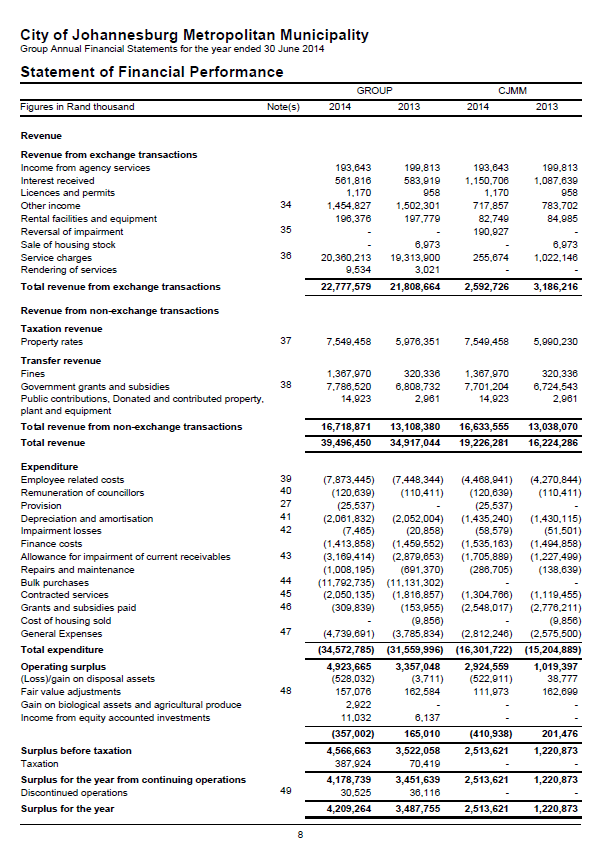 City of Johannesburg Metropolitan Municipality
Group Annual Financial Statements for the year ended 30 June 2014
Statement of Financial Performance
GROUP CJMM
Figures in Rand thousand Note(s) 2014 2013 2014 2013
Revenue
Revenue from exchange transactions
Income from agency services 193,643 199,813 193,643 199,813
Interest received 561,816 583,919 1,150,706 1,087,639
Licences and permits 1,170 958 1,170 958
Other income 34 1,454,827 1,502,301 717,857 783,702
Rental facilities and equipment 196,376 197,779 82,749 84,985
Reversal of impairment 35 - - 190,927 -
Sale of housing stock - 6,973 - 6,973
Service charges 36 20,360,213 19,313,900 255,674 1,022,146
Rendering of services 9,534 3,021 - -
Total revenue from exchange transactions 22,777,579 21,808,664 2,592,726 3,186,216
Revenue from non-exchange transactions
Taxation revenue
Property rates 37 7,549,458 5,976,351 7,549,458 5,990,230
Transfer revenue
Fines 1,367,970 320,336 1,367,970 320,336
Government grants and subsidies 38 7,786,520 6,808,732 7,701,204 6,724,543
Public contributions, Donated and contributed property, 14,923 2,961 14,923 2,961
plant and equipment
Total revenue from non-exchange transactions 16,718,871 13,108,380 16,633,555 13,038,070
Total revenue 39,496,450 34,917,044 19,226,281 16,224,286
Expenditure
Employee related costs 39 (7,873,445) (7,448,344) (4,468,941) (4,270,844)
Remuneration of councillors 40 (120,639) (110,411) (120,639) (110,411)
Provision 27 (25,537) - (25,537) -
Depreciation and amortisation 41 (2,061,832) (2,052,004) (1,435,240) (1,430,115)
Impairment losses 42 (7,465) (20,858) (58,579) (51,501)
Finance costs (1,413,858) (1,459,552) (1,535,163) (1,494,858)
Allowance for impairment of current receivables 43 (3,169,414) (2,879,653) (1,705,889) (1,227,499)
Repairs and maintenance (1,008,195) (691,370) (286,705) (138,639)
Bulk purchases 44 (11,792,735) (11,131,302) - -
Contracted services 45 (2,050,135) (1,816,857) (1,304,766) (1,119,455)
Grants and subsidies paid 46 (309,839) (153,955) (2,548,017) (2,776,211)
Cost of housing sold - (9,856) - (9,856)
General Expenses 47 (4,739,691) (3,785,834) (2,812,246) (2,575,500)
Total expenditure (34,572,785) (31,559,996) (16,301,722) (15,204,889)
Operating surplus 4,923,665 3,357,048 2,924,559 1,019,397
(Loss)/gain on disposal assets (528,032) (3,711) (522,911) 38,777
Fair value adjustments 48 157,076 162,584 111,973 162,699
Gain on biological assets and agricultural produce 2,922 - - -
Income from equity accounted investments 11,032 6,137 - -
(357,002) 165,010 (410,938) 201,476
Surplus before taxation 4,566,663 3,522,058 2,513,621 1,220,873
Taxation 387,924 70,419 - -
Surplus for the year from continuing operations 4,178,739 3,451,639 2,513,621 1,220,873
Discontinued operations 49 30,525 36,116 - -
Surplus for the year 4,209,264 3,487,755 2,513,621 1,220,873
8